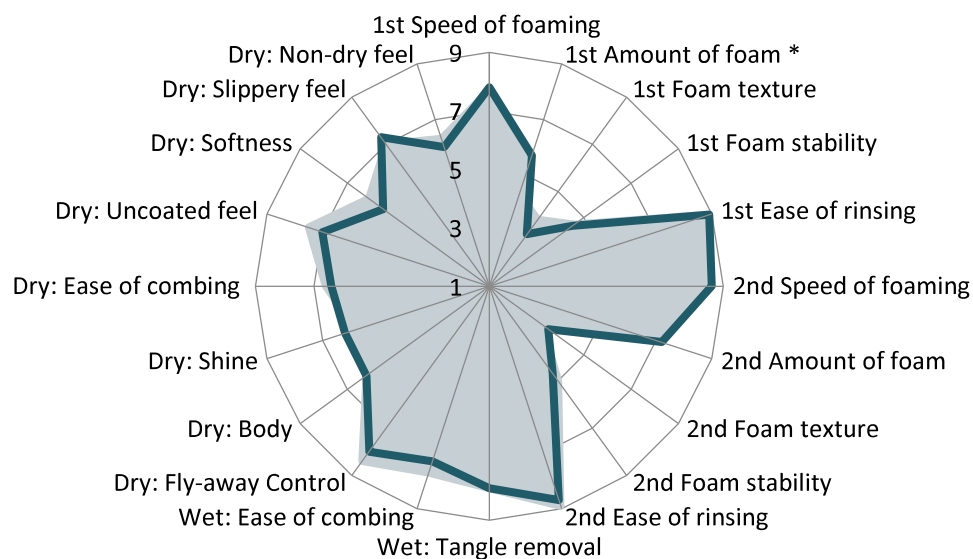 1st Speed of foaming
Dry: Non-dry feel
9
1st Amount of foam *
Dry: Slippery feel
1st Foam texture
7
Dry: Softness
1st Foam stability
5
Dry: Uncoated feel
1st Ease of rinsing
3
Dry: Ease of combing
1
2nd Speed of foaming
Dry: Shine
2nd Amount of foam
Dry: Body
2nd Foam texture
Dry: Fly-away Control
2nd Foam stability
Wet: Ease of combing
2nd Ease of rinsing
Wet: Tangle removal